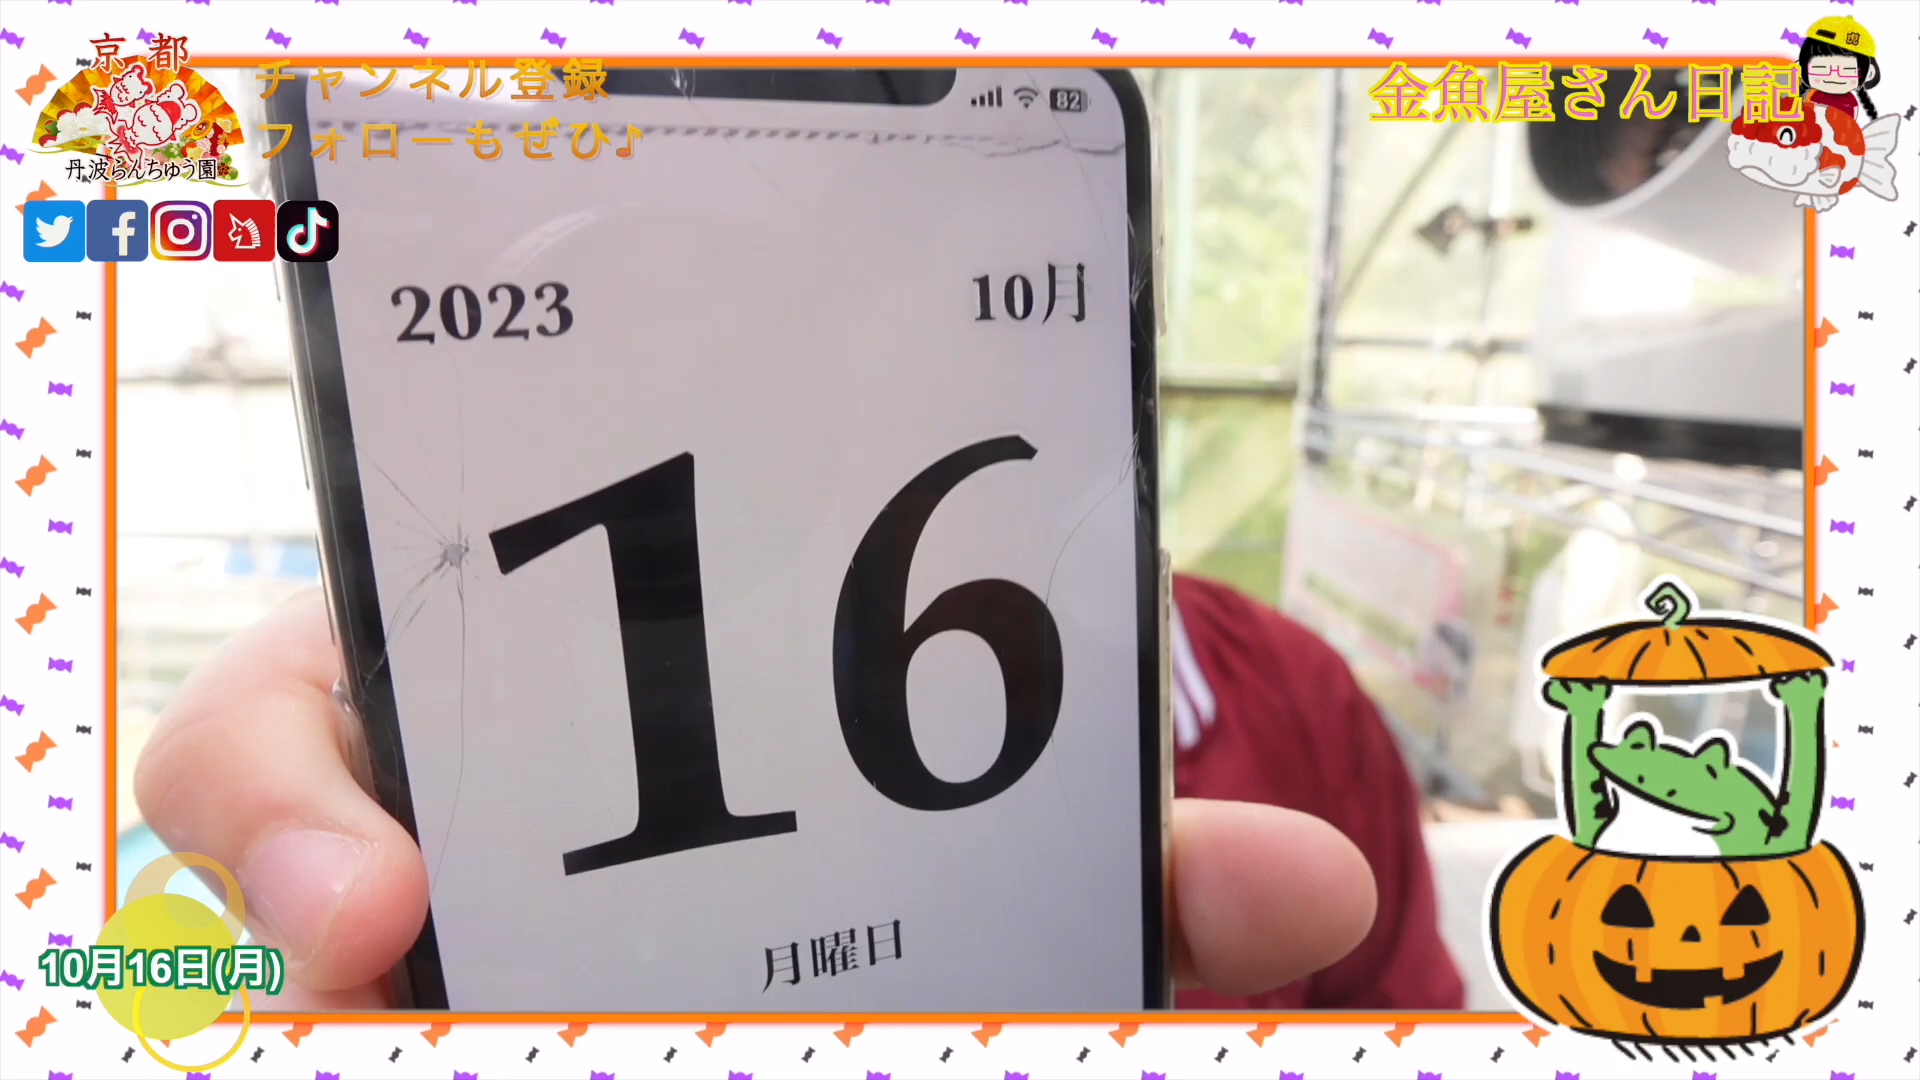 京都
丹波らんちゅう園
チャンネル登録
フォローもぜひ♪
金魚屋さん日記
虎
82
2023
10月
16
月曜日
10月16日(月)